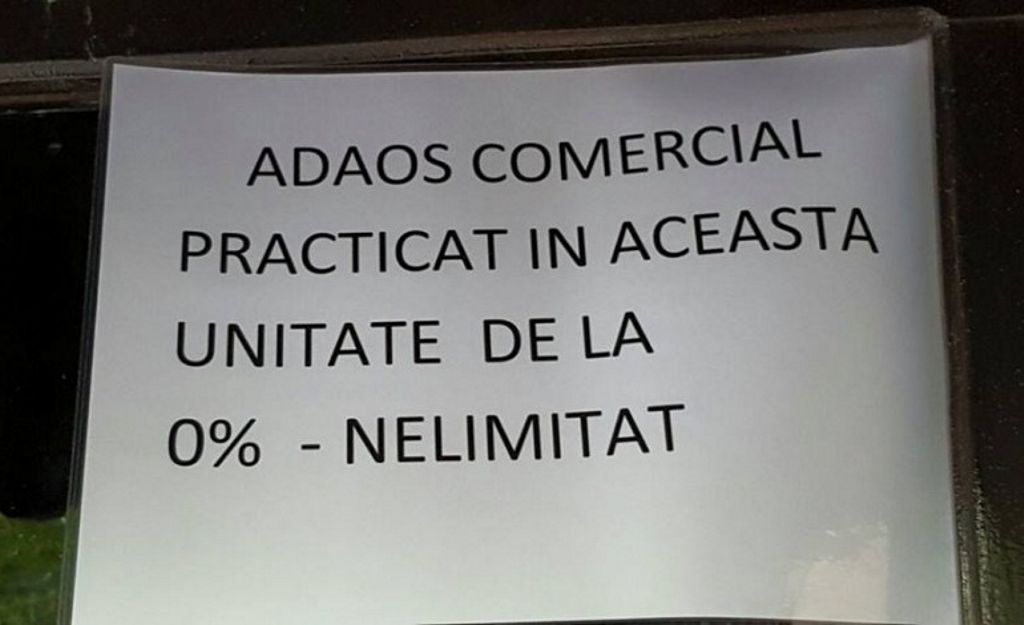 ADAOS COMERCIAL
PRACTICAT IN ACEASTA
UNITATE DE LA
0% - NELIMITAT